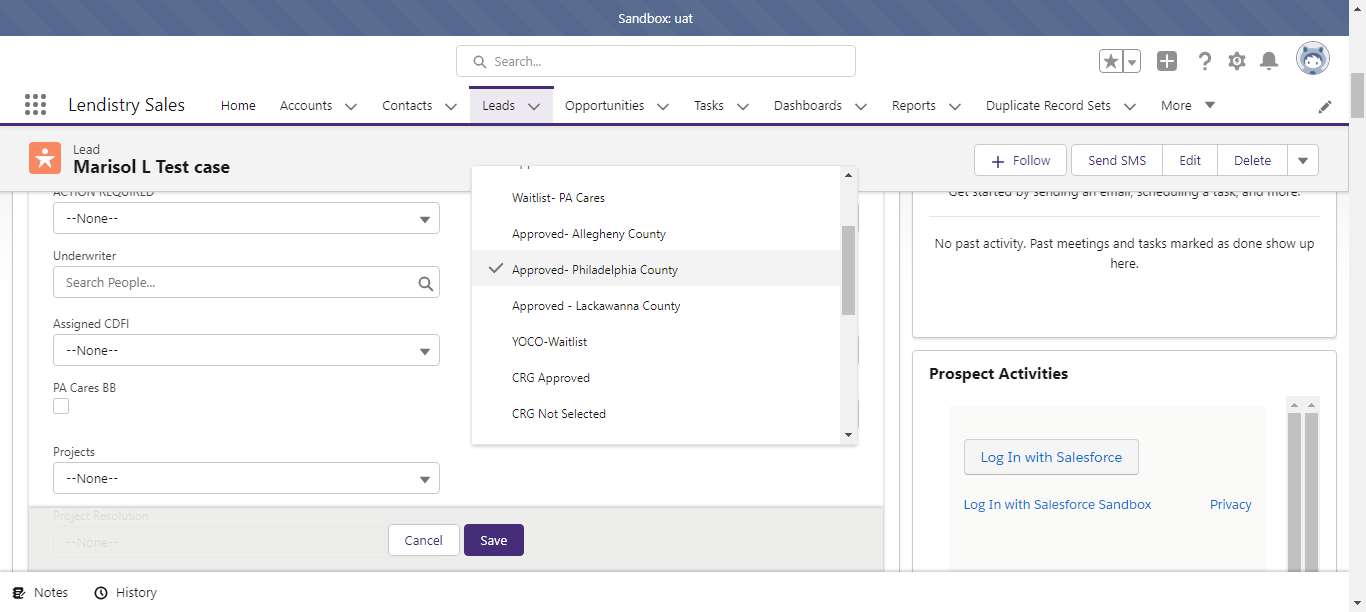 Sandbox: uat
Search...
Lendistry Sales
Home
Accounts
Contacts
Leads
Opportunities
Tasks
Dashboards
Reports
Duplicate Record Sets
More
Lead
Marisol L Test case
Follow
Send SMS
Edit
Delete
ACTION REQUIRED
--None--
Underwriter
Search People...
Assigned CDFI
--None--
PA Cares BB
Projects
--None--
Project Resolution
--None--
Waitlist- PA Cares
Approved- Allegheny County
Approved- Philadelphia County
Approved - Lackawanna County
YOCO-Waitlist
CRG Approved
CRG Not Selected
Cancel
Save
Get started by sending an email, scheduling a task, and more.
No past activity. Past meetings and tasks marked as done show up
here.
Prospect Activities
Log In with Salesforce
Log In with Salesforce Sandbox
Privacy
Notes
History